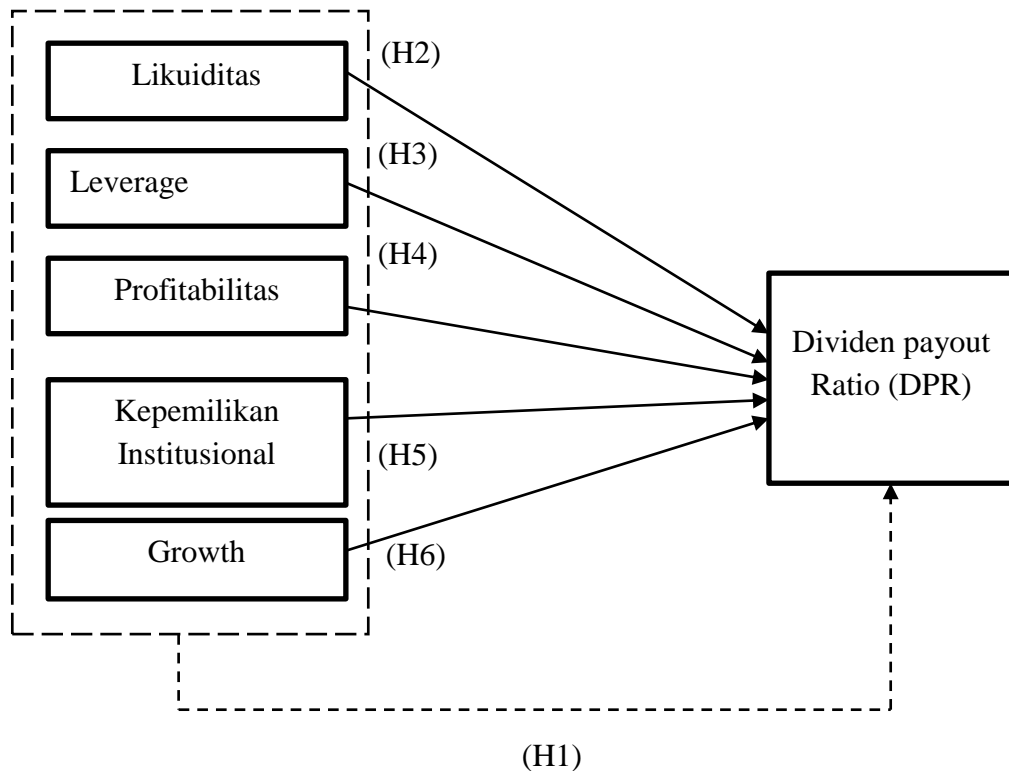 (H2)
Likuiditas
(H3)
Leverage
(H4)
Profitabilitas
Dividen payout
Ratio (DPR)
Kepemilikan
Institusional
(H5)
Growth
(H6)
(H1)